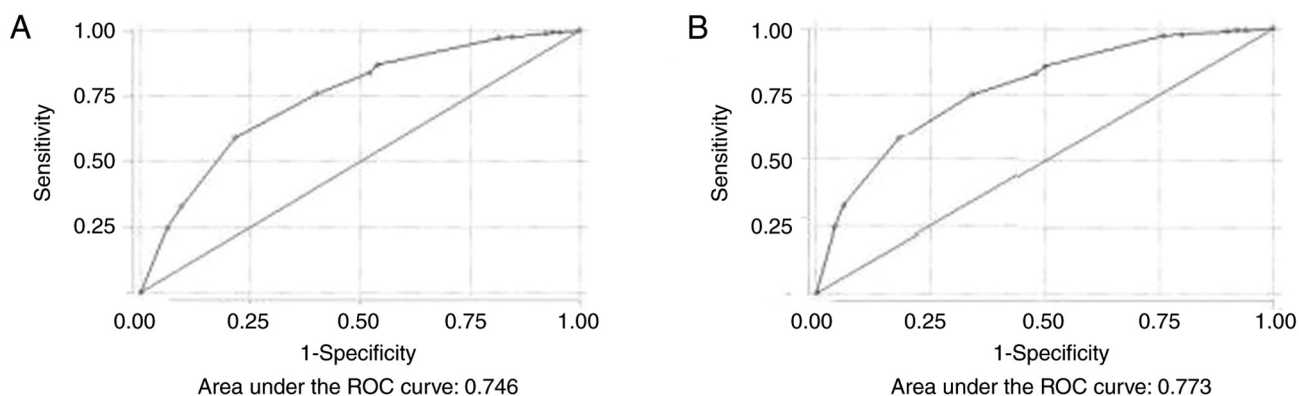 A
1.00
0.75
0.50
0.25
Sensitivity
0.00 0.25 0.50 0.75 1.00
1-Specificity
Area under the ROC curve: 0.746
B
1.00
0.75
0.50
0.25
Sensitivity
0.00 0.25 0.50 0.75 1.00
1-Specificity
Area under the ROC curve: 0.773